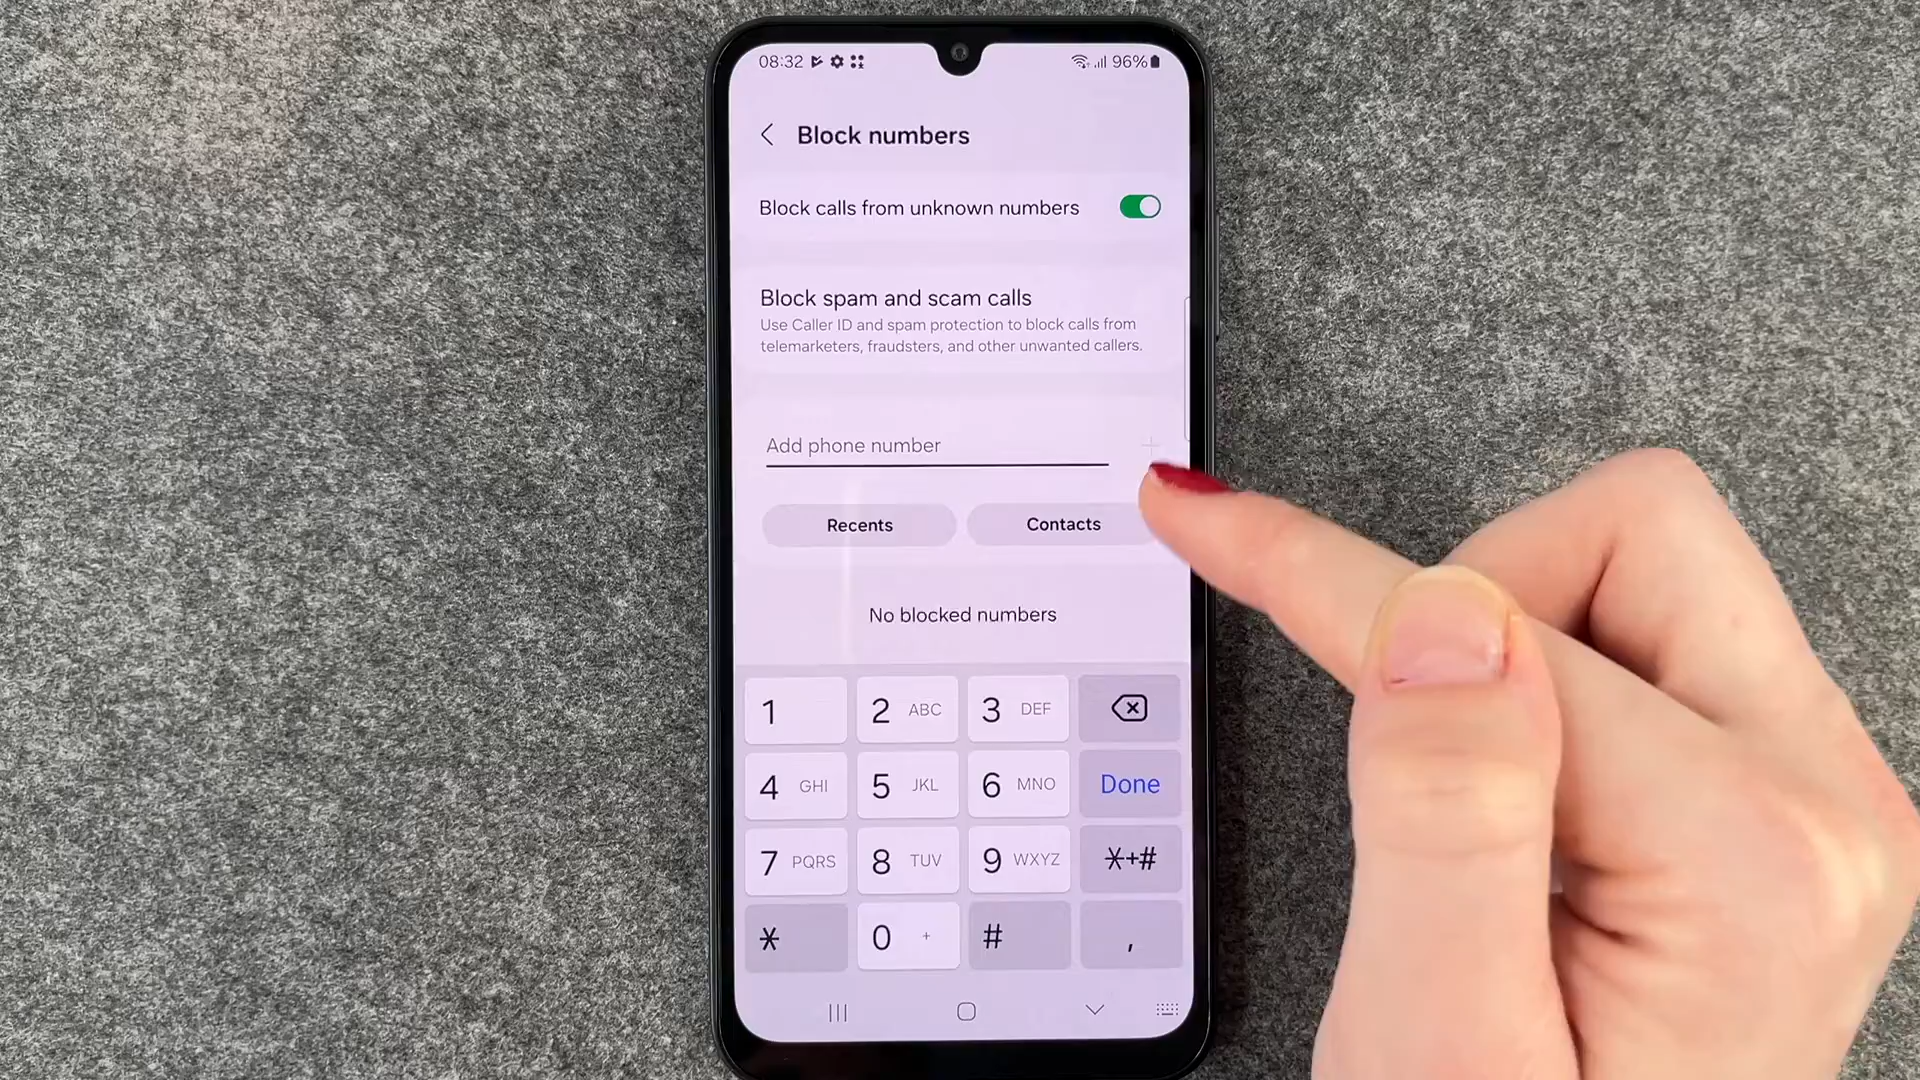 08:32 96%
Block numbers
Block calls from unknown numbers
Block spam and scam calls
Use Caller ID and spam protection to block calls from
telemarketers, fraudsters, and other unwanted callers.
Add phone number +
Recents Contacts
No blocked numbers
1 2 ABC 3 DEF
4 GHI 5 JKL 6 MNO Done
7 PQRS 8 TUV 9 WXYZ *+#
* 0 + # ,